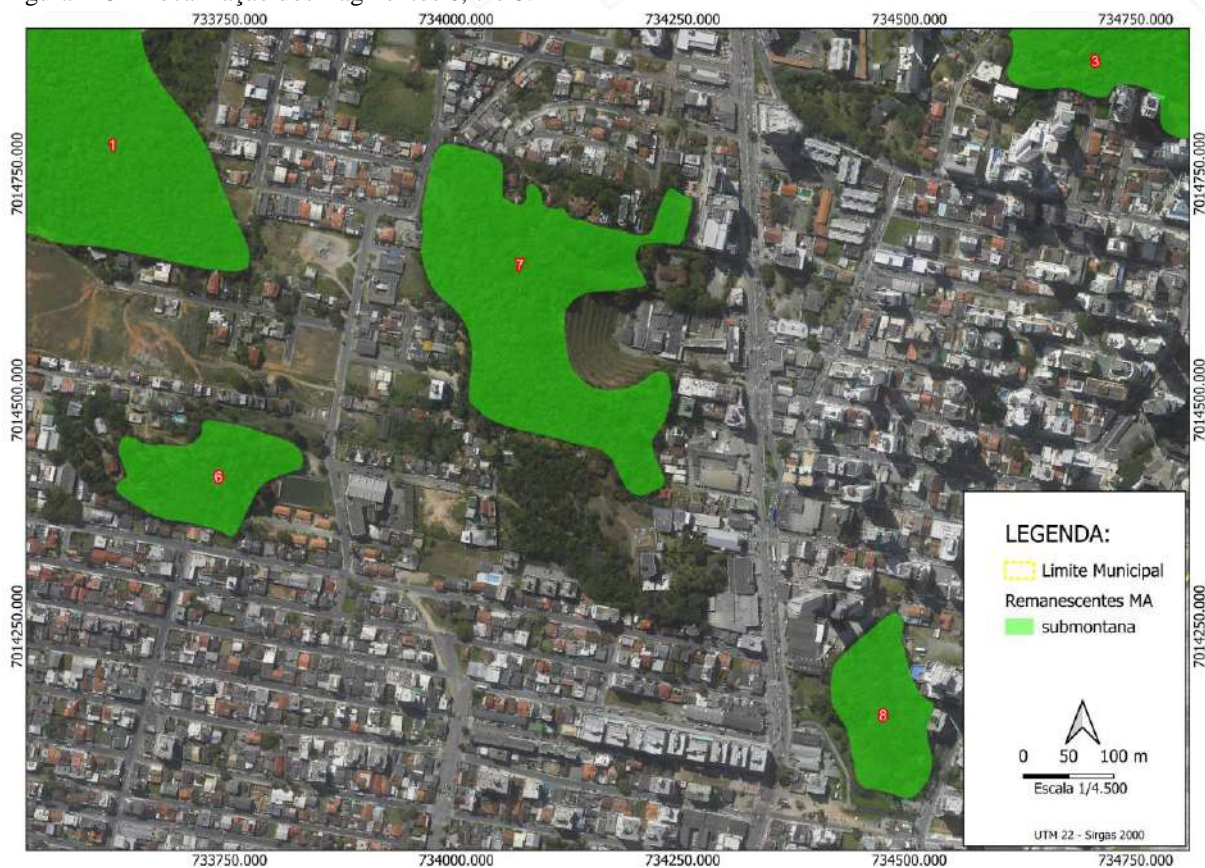 733750.000 734000.000 734250.000 734500.000 734750.000
3
1
7014750.000 7014750.000
7
7014500.000 7014500.000
6
LEGENDA:
Limite Municipal
Remanescentes MA
submontana
7014250.000 7014250.000
8
0 50 100 m
Escala 1/4.500
UTM 22 - Sirgas 2000
733750.000 734000.000 734250.000 734500.000 734750.000